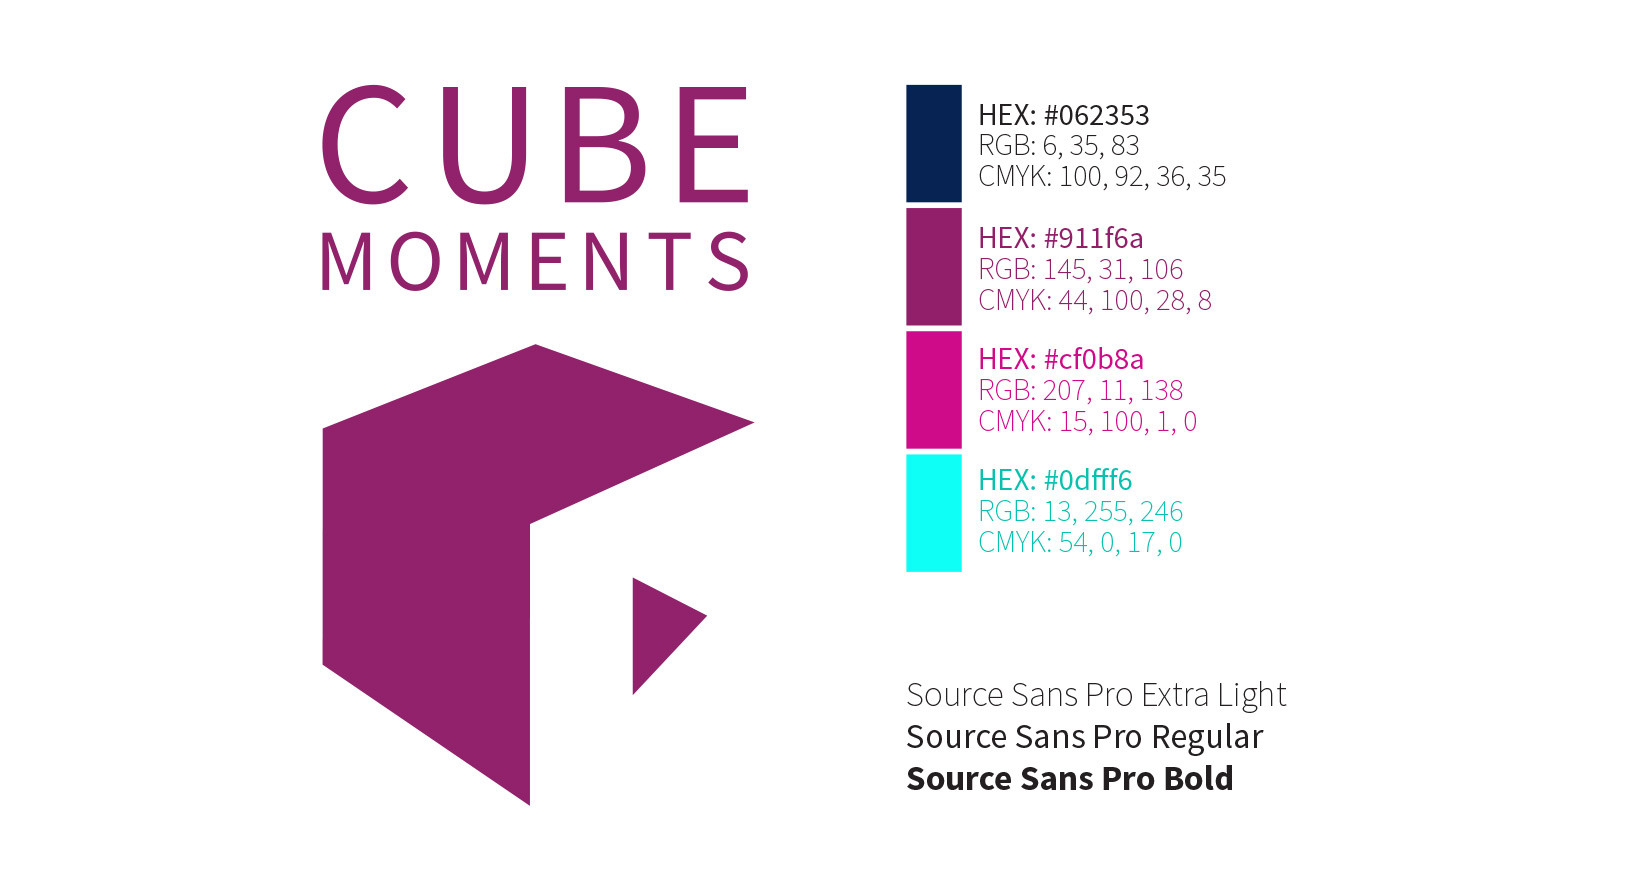 CUBE
MOMENTS
HEX: #062353
RGB: 6, 35, 83
CMYK: 100, 92, 36, 35
HEX: #911f6a
RGB: 145, 31, 106
CMYK: 44, 100, 28, 8
HEX: #cf0b8a
RGB: 207, 11, 138
CMYK: 15, 100, 1, 0
HEX: #0dfff6
RGB: 13, 255, 246
CMYK: 54, 0, 17, 0
Source Sans Pro Extra Light
Source Sans Pro Regular
Source Sans Pro Bold